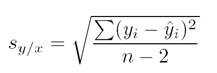 $s_{y/x} = \sqrt{\frac{\sum (y_i - \hat{y}_i)^2}{n - 2}}$